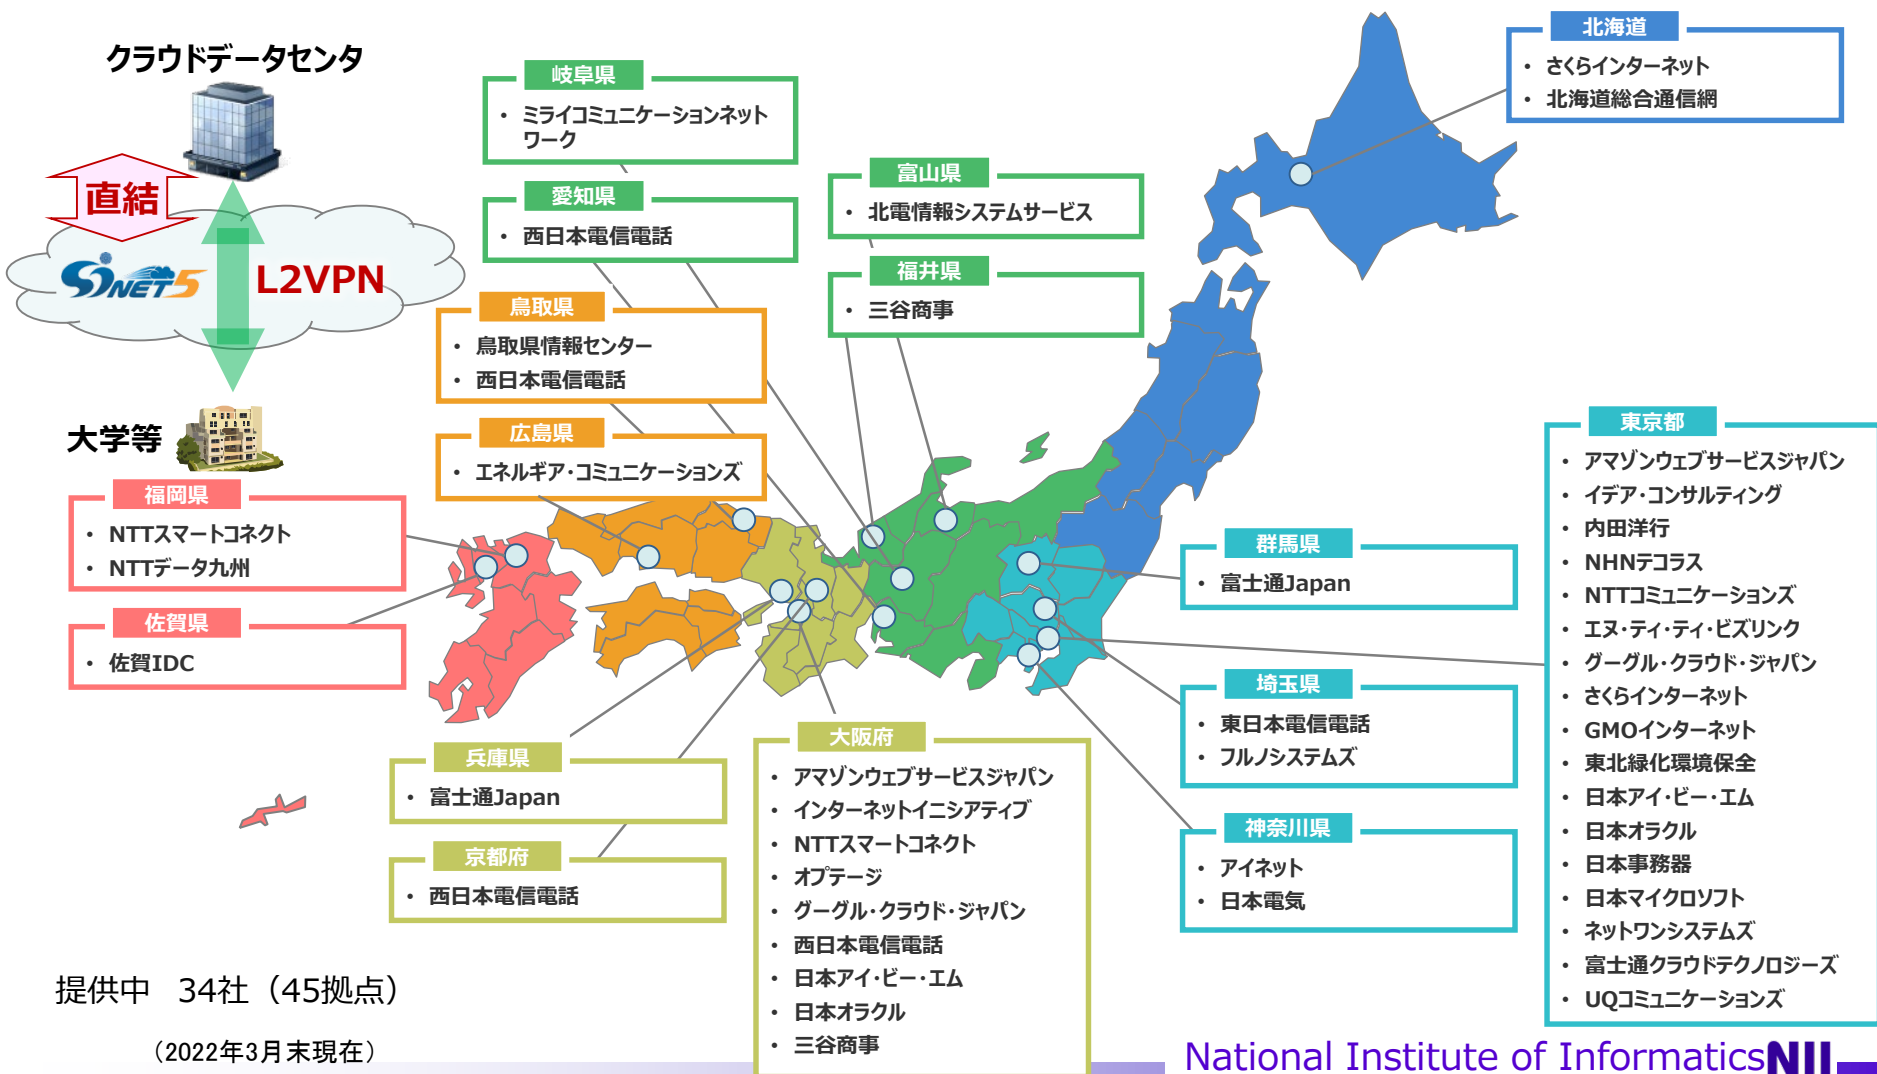 クラウドデータセンタ
直結
SINET5
L2VPN
大学等
岐阜県
• ミライコミュニケーションネット
ワーク
愛知県
• 西日本電信電話
富山県
• 北電情報システムサービス
福井県
• 三谷商事
北海道
• さくらインターネット
• 北海道総合通信網
鳥取県
• 鳥取県情報センター
• 西日本電信電話
広島県
• エネルギア・コミュニケーションズ
福岡県
• NTTスマートコネクト
• NTTデータ九州
佐賀県
• 佐賀IDC
兵庫県
• 富士通Japan
京都府
• 西日本電信電話
大阪府
• アマゾンウェブサービスジャパン
• インターネットイニシアティブ
• NTTスマートコネクト
• オプテージ
• グーグル・クラウド・ジャパン
• 西日本電信電話
• 日本アイ・ビー・エム
• 日本オラクル
• 三谷商事
群馬県
• 富士通Japan
埼玉県
• 東日本電信電話
• フルノシステムズ
神奈川県
• アイネット
• 日本電気
東京都
• アマゾンウェブサービスジャパン
• イデア・コンサルティング
• 内田洋行
• NHNテコラス
• NTTコミュニケーションズ
• エヌ・ティ・ティ・ビズリンク
• グーグル・クラウド・ジャパン
• さくらインターネット
• GMOインターネット
• 東北緑化環境保全
• 日本アイ・ビー・エム
• 日本オラクル
• 日本事務器
• 日本マイクロソフト
• ネットワンシステムズ
• 富士通クラウドテクノロジーズ
• UQコミュニケーションズ
提供中 34社（45拠点）
（2022年3月末現在）
National Institute of Informatics NII